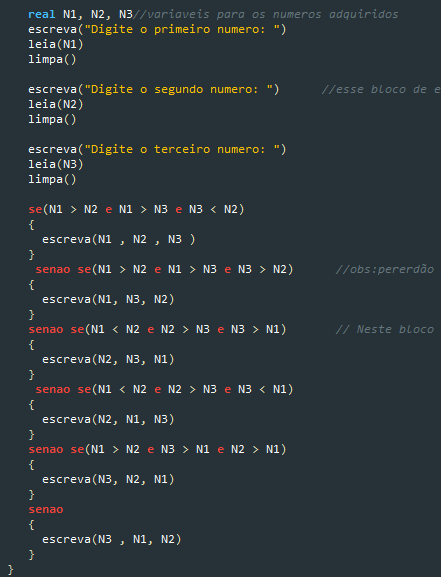 real N1, N2, N3//variaveis para os numeros adquiridos
escreva("Digite o primeiro numero: ")
leia(N1)
limpa()
escreva("Digite o segundo numero: ") //esse bloco de e
leia(N2)
limpa()
escreva("Digite o terceiro numero: ")
leia(N3)
limpa()
se(N1 > N2 e N1 > N3 e N3 < N2)
{
escreva(N1 , N2 , N3 )
}
senao se(N1 > N2 e N1 > N3 e N3 > N2) //obs:pererdão
{
escreva(N1, N3, N2)
}
senao se(N1 < N2 e N2 > N3 e N3 > N1) // Neste bloco
{
escreva(N2, N3, N1)
}
senao se(N1 < N2 e N2 > N3 e N3 < N1)
{
escreva(N2, N1, N3)
}
senao se(N1 > N2 e N3 > N1 e N2 > N1)
{
escreva(N3, N2, N1)
}
senao
{
escreva(N3 , N1, N2)
}
}